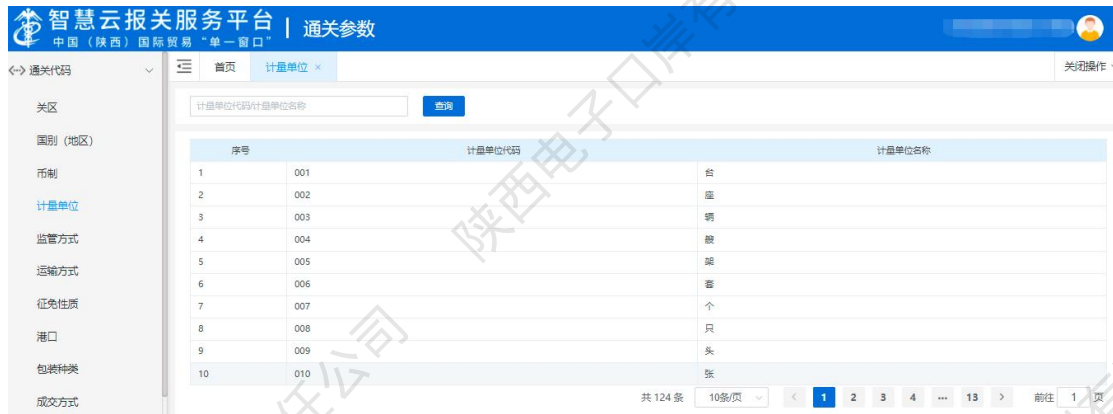 智慧云报关服务平台 | 通关参数
中国（陕西）国际贸易“单一窗口”
通关代码
首页
计量单位 ×
关闭操作
关区
国别（地区）
币制
计量单位
监管方式
运输方式
征免性质
港口
包装种类
成交方式
计量单位代码/计量单位名称
查询
序号 计量单位代码 计量单位名称
1 001 台
2 002 座
3 003 辆
4 004 艘
5 005 架
6 006 套
7 007 个
8 008 只
9 009 头
10 010 张
共 124 条 10条/页 < 1 2 3 4 ··· 13 > 前往 1 页
陕西电子口岸有
任公司